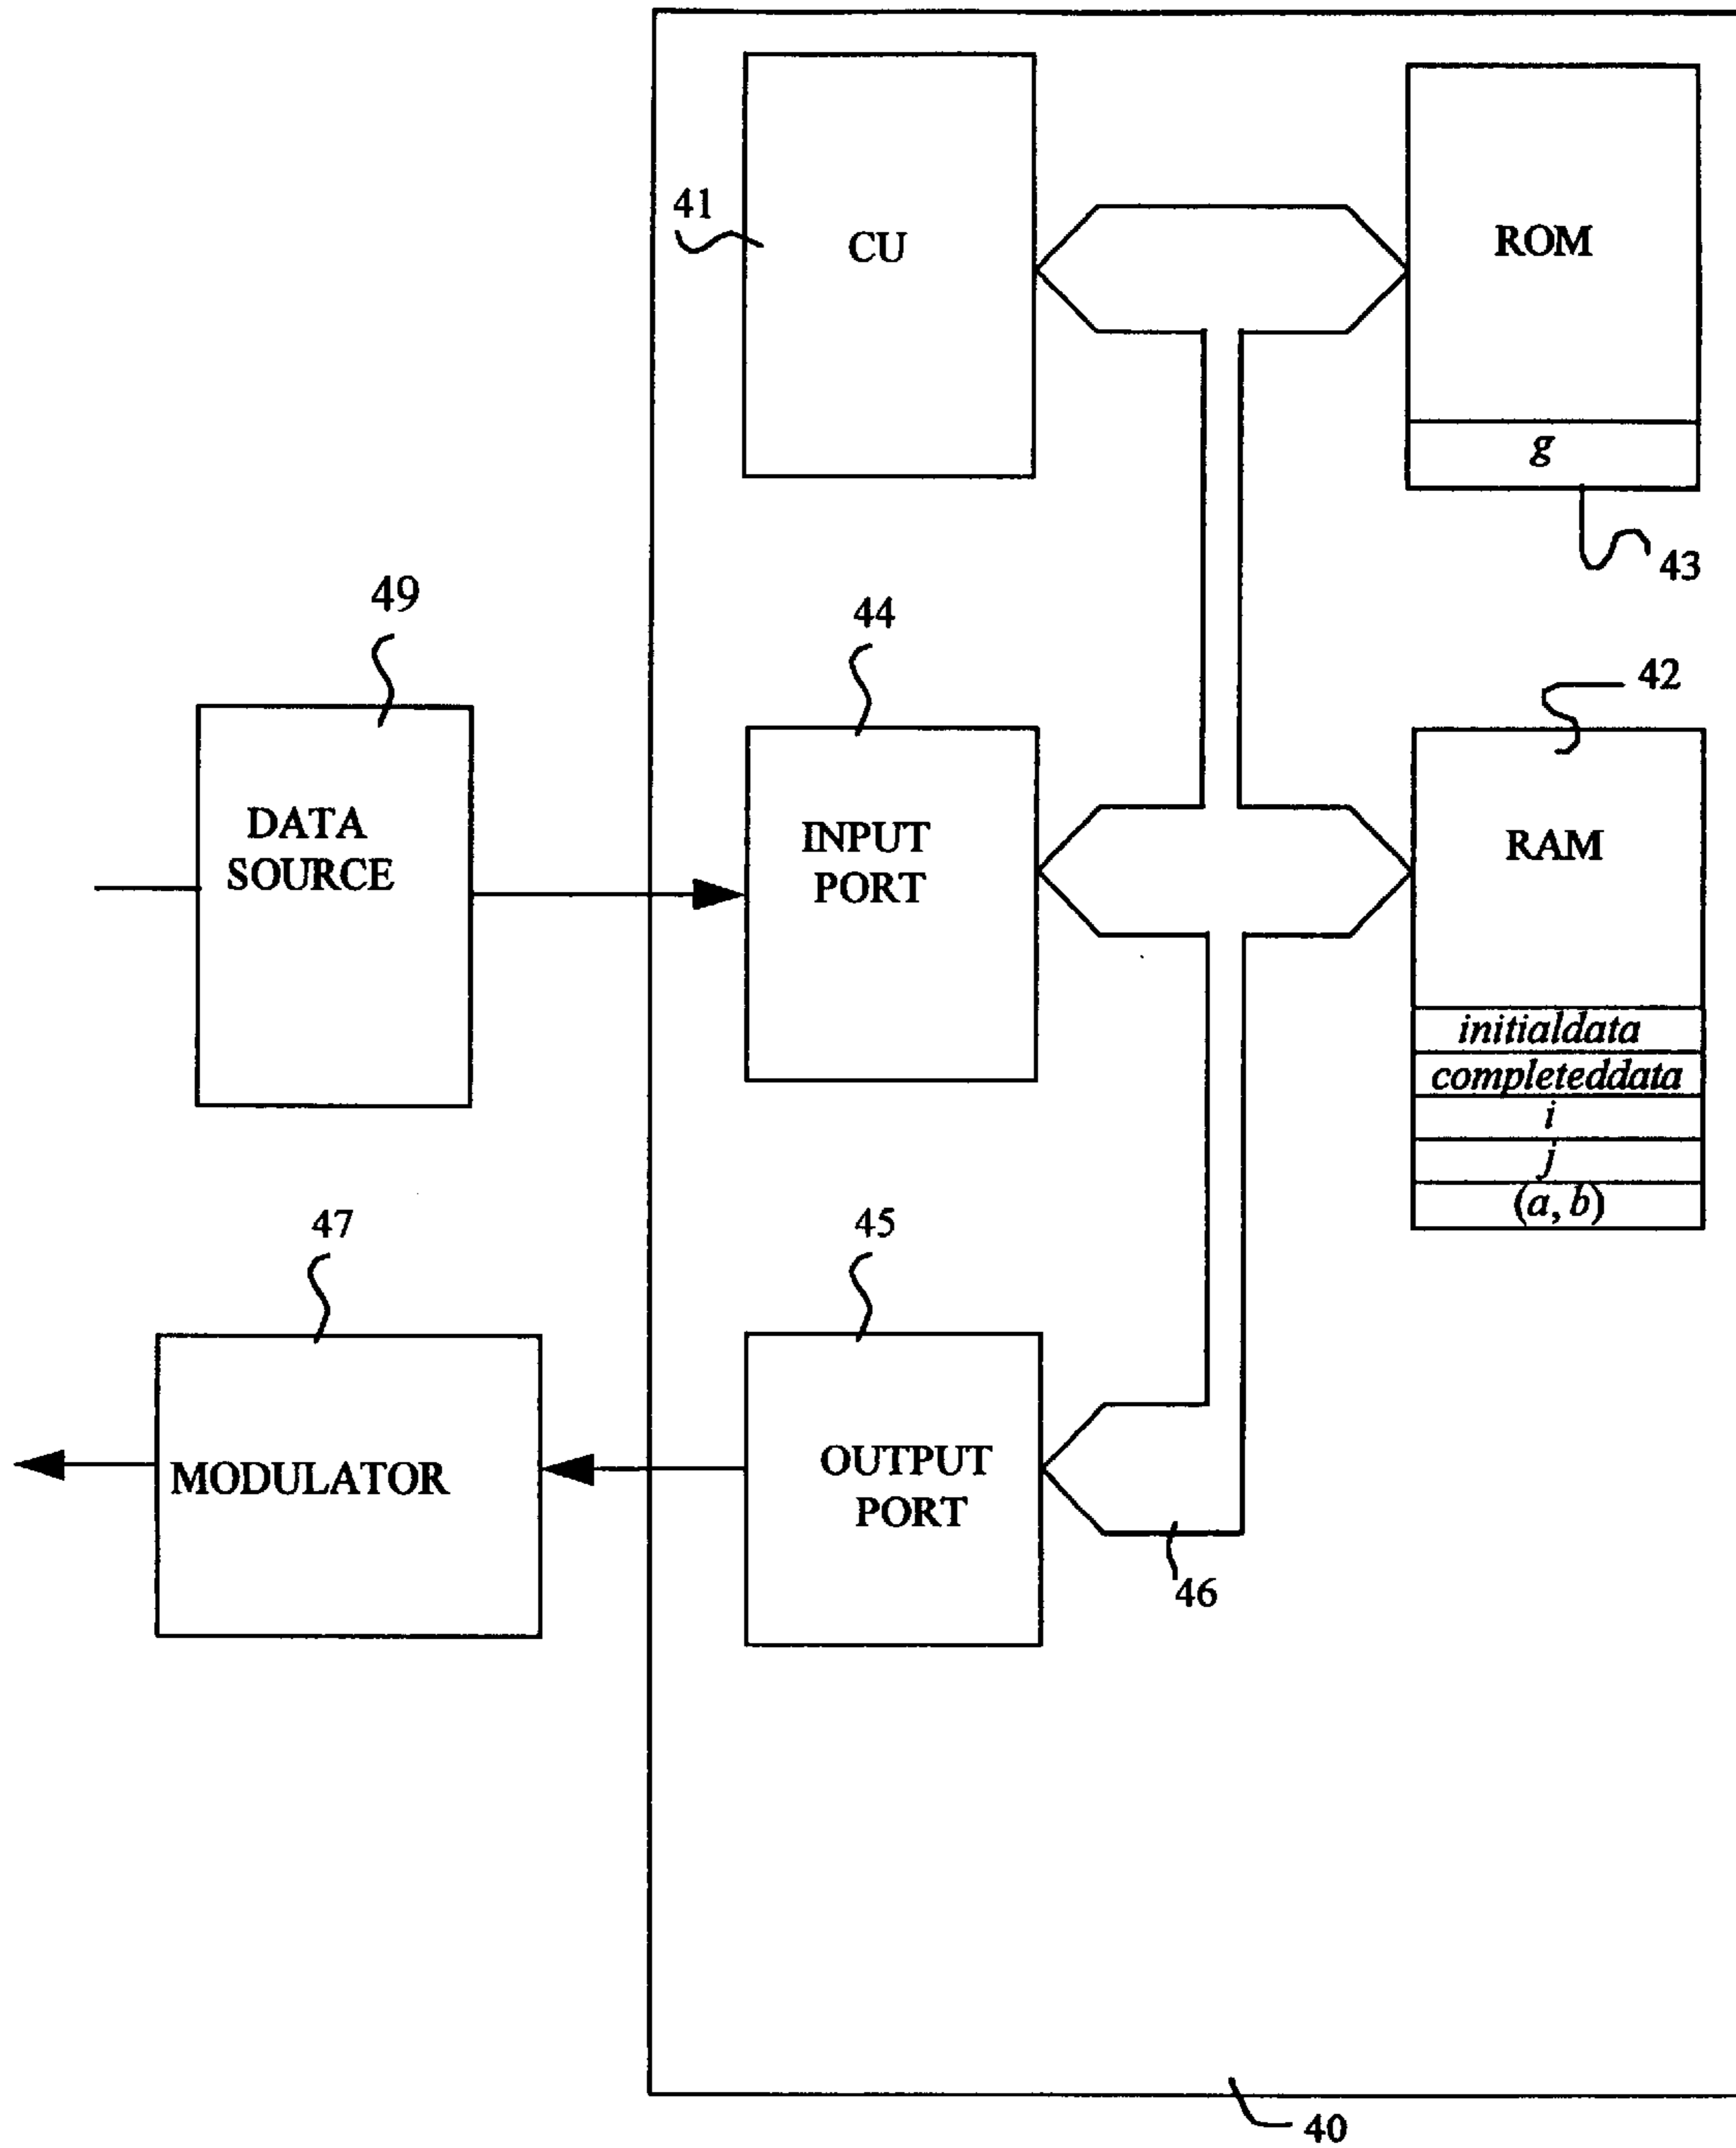 41
CU
ROM
g
43
49
44
42
DATA
SOURCE
INPUT
PORT
RAM
initialdata
completeddata
i
j
(a, b)
47
45
MODULATOR
OUTPUT
PORT
46
40